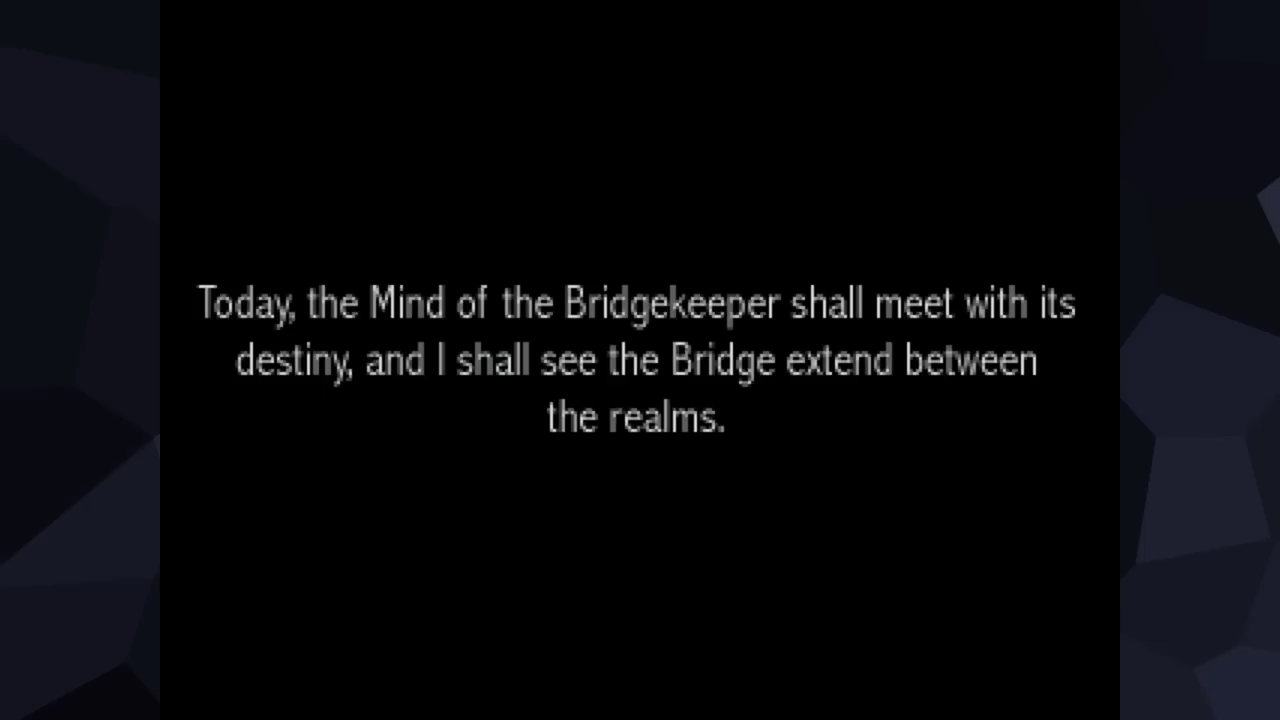 Today, the Mind of the Bridgekeeper shall meet with its
destiny, and I shall see the Bridge extend between
the realms.